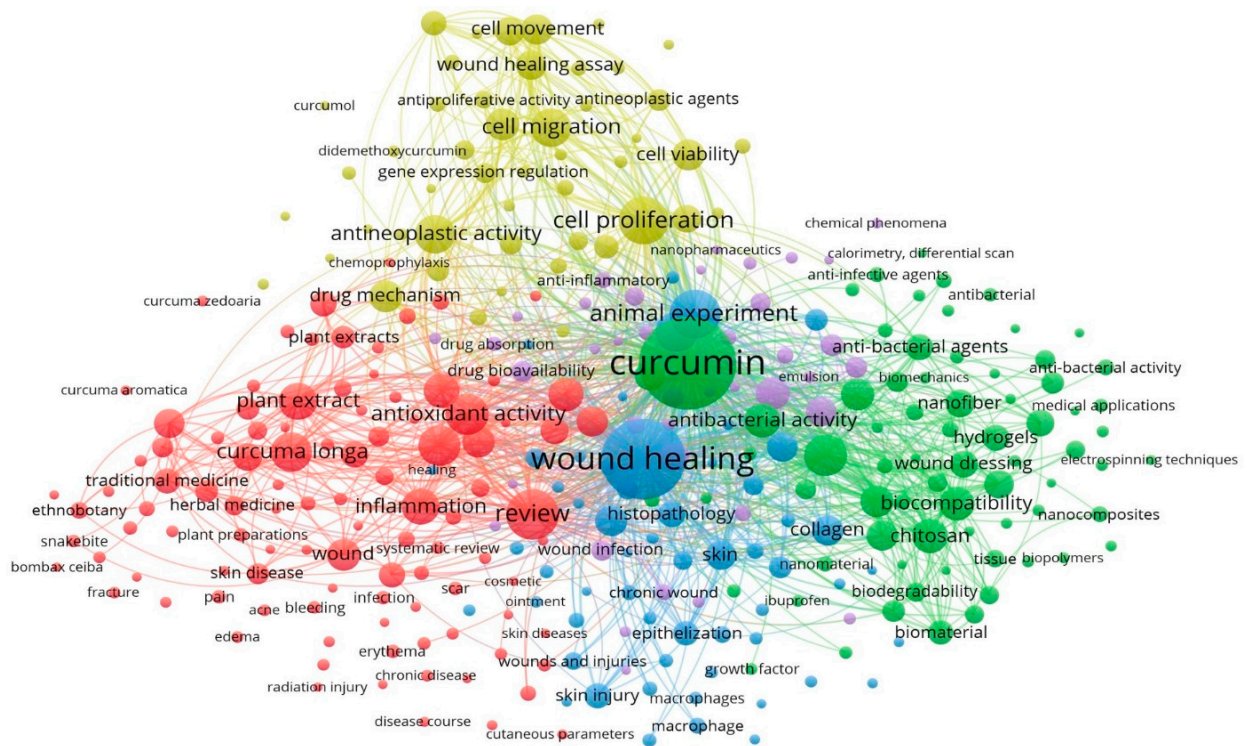 cell movement
wound healing assay
antiproliferative activity
antineoplastic agents
curcumol
cell migration
didemethoxycurcumin
cell viability
gene expression regulation
cell proliferation
chemical phenomena
antineoplastic activity
nanopharmaceutics
calorimetry, differential scan
chemoprophylaxis
anti-inflammatory
anti-infective agents
curcuma zedoaria
drug mechanism
antibacterial
animal experiment
plant extracts
drug absorption
anti-bacterial agents
curcumin
drug bioavailability
anti-bacterial activity
emulsion
biomechanics
curcuma aromatica
plant extract
nanofiber
medical applications
antioxidant activity
antibacterial activity
hydrogels
curcuma longa
wound healing
electrospinning techniques
healing
wound dressing
traditional medicine
biocompatibility
ethnobotany
herbal medicine
inflammation
review
histopathology
nanocomposites
collagen
chitosan
plant preparations
snakebite
systematic review
wound infection
wound
skin
tissue
biopolymers
bombax ceiba
nanomaterial
skin disease
cosmetic
fracture
pain
infection
scar
chronic wound
biodegradability
ointment
ibuprofen
acne
bleeding
edema
skin diseases
epithelization
biomaterial
erythema
wounds and injuries
chronic disease
growth factor
radiation injury
skin injury
macrophages
disease course
macrophage
cutaneous parameters